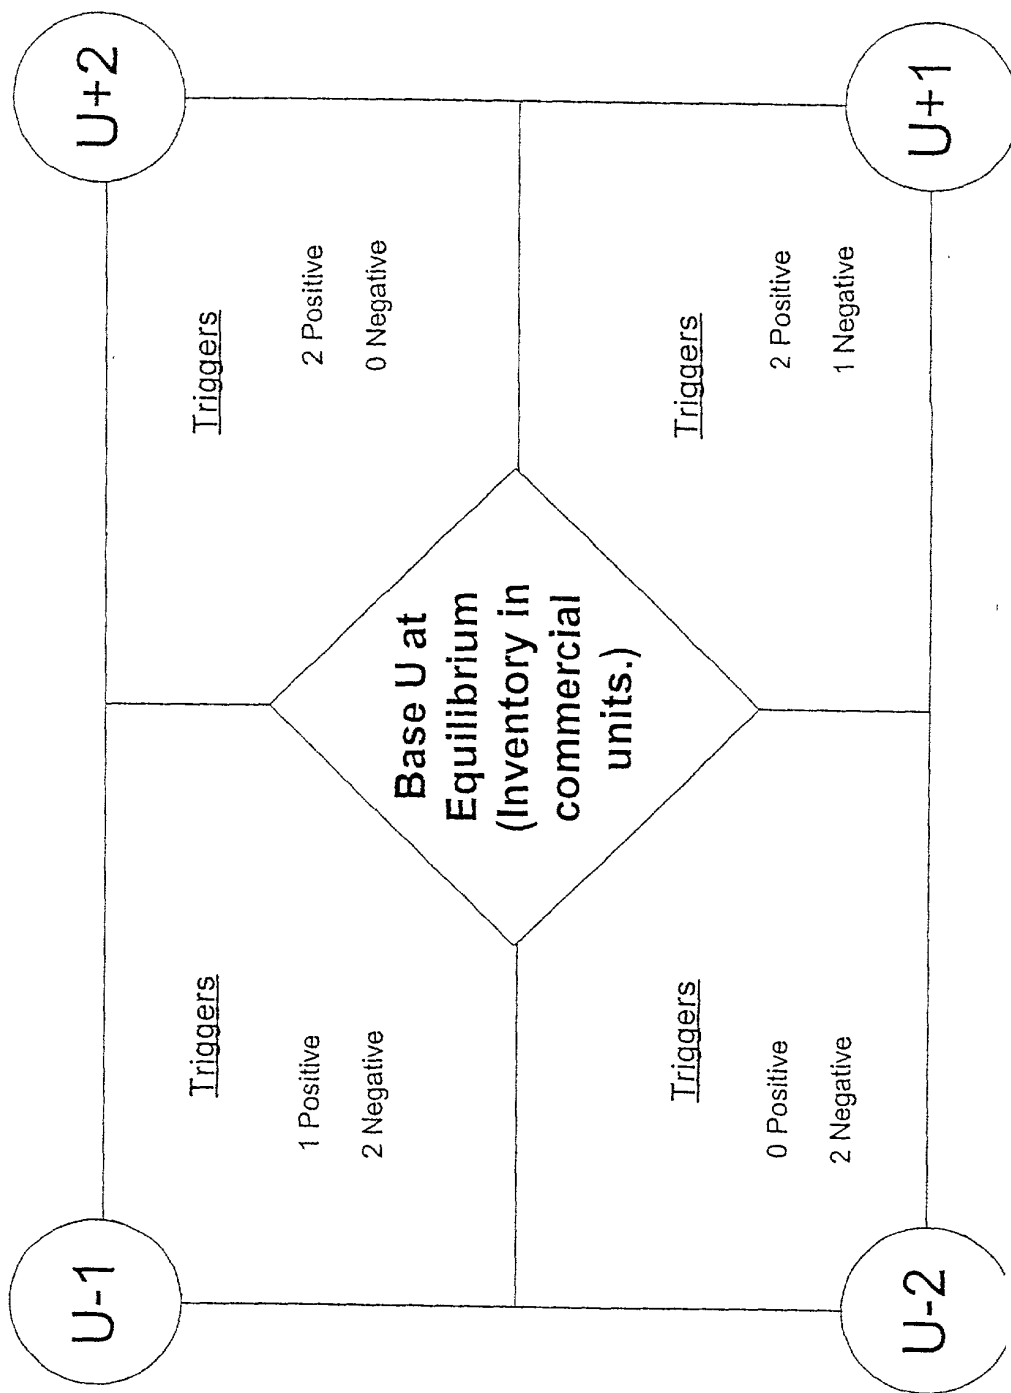 U-1
U+2
Triggers
1 Positive
2 Negative
Triggers
2 Positive
0 Negative
Base U at
Equilibrium
(Inventory in
commercial
units.)
Triggers
0 Positive
2 Negative
Triggers
2 Positive
1 Negative
U-2
U+1